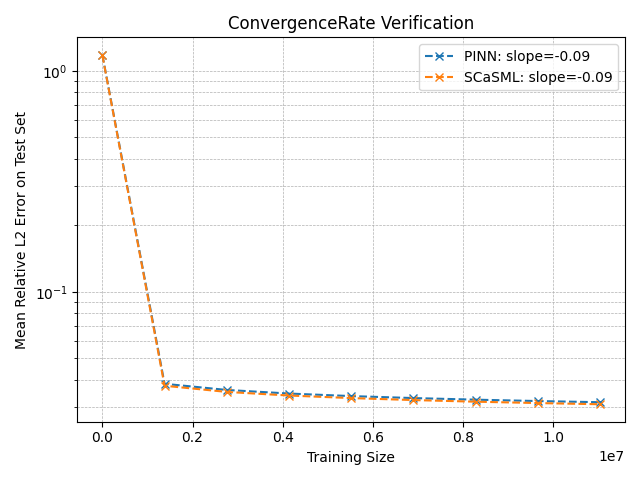 ConvergenceRate Verification
PINN: slope=-0.09
SCaSML: slope=-0.09
Mean Relative L2 Error on Test Set
10⁰
10⁻¹
0.0 0.2 0.4 0.6 0.8 1.0
1e7
Training Size